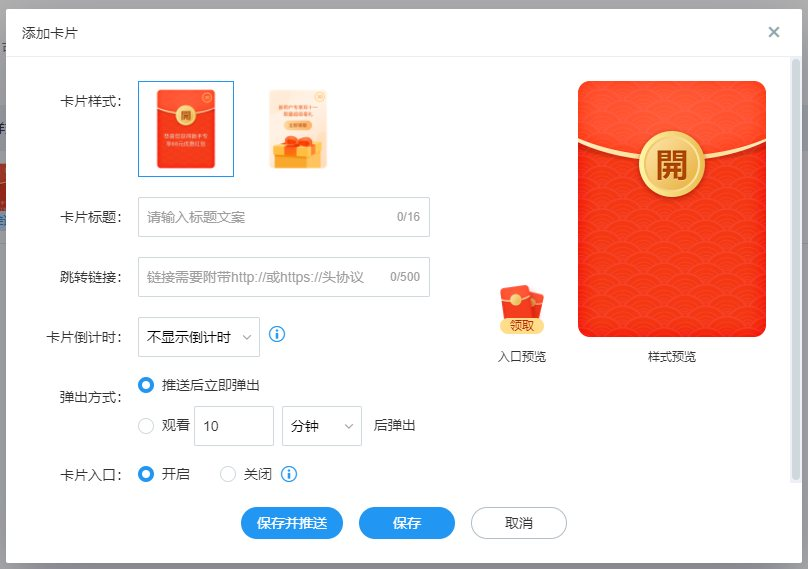 添加卡片
卡片样式：
開
開
卡片标题：
请输入标题文案
0/16
跳转链接：
链接需要附带http://或https://头协议
0/500
领取
入口预览
样式预览
卡片倒计时：
不显示倒计时
弹出方式：
推送后立即弹出
观看
10
分钟
后弹出
卡片入口：
开启
关闭
保存并推送
保存
取消